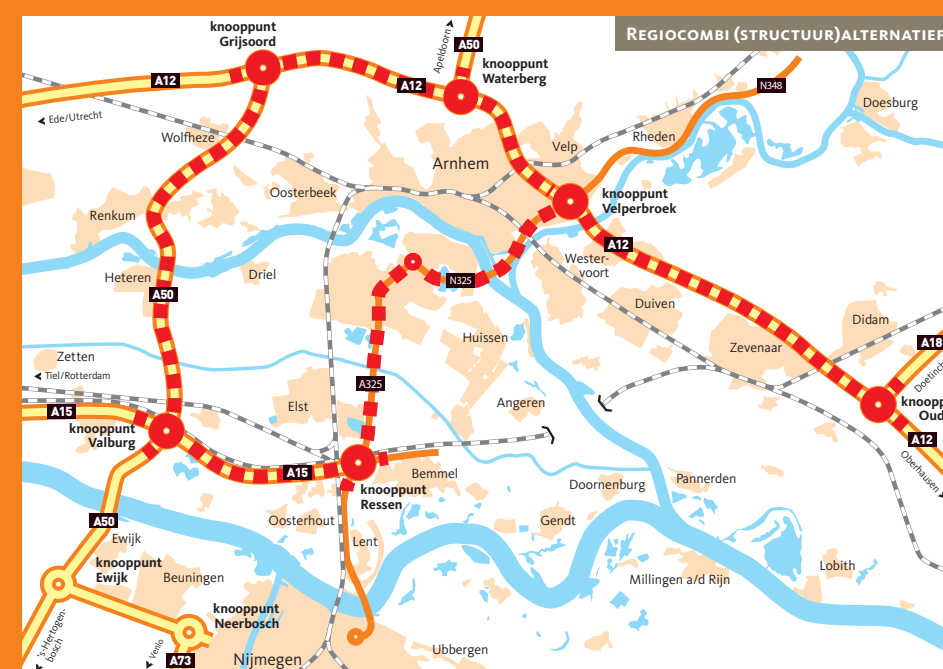 REGIOCOMBI (STRUCTUUR)ALTERNATIEF
knooppunt
Grijsoord
Apeldoorn
A50
knooppunt
Waterberg
A12
A12
N348
Doesburg
Ede/Utrecht
Wolfheze
Velp
Rheden
Arnhem
Oosterbeek
knooppunt
Velperbroek
Renkum
A12
Wester-
voort
Heteren
Driel
N325
A50
Duiven
Didam
Huissen
Zevenaar
A18
Zetten
Tiel/Rotterdam
A325
Angeren
Elst
A15
knooppunt
Valburg
A12
A15
Bemmel
knooppunt
Ressen
Doornenburg
Pannerden
Oberhausen
A50
Oosterhout
Gendt
Ewijk
Lent
knooppunt
Ewijk
Beuningen
Millingen a/d Rijn
Lobith
knooppunt
Neerbosch
's-Hertogen-
bosch
Venlo
A73
Nijmegen
Ubbergen